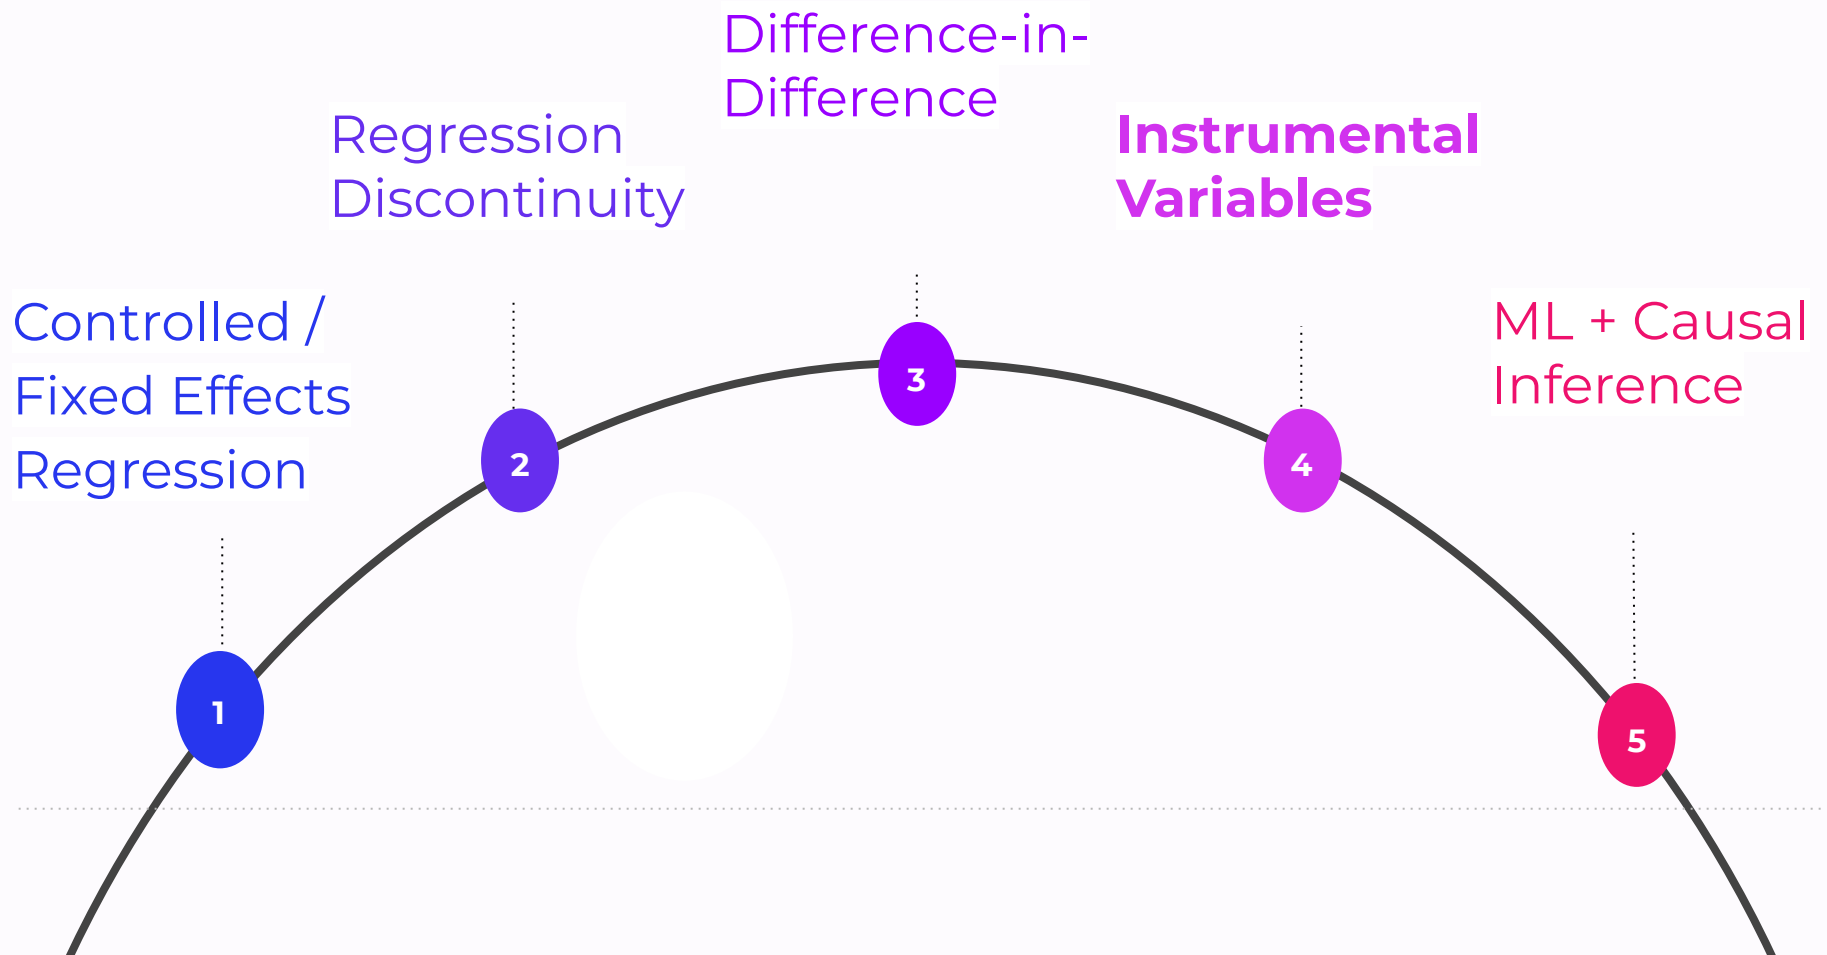 Controlled /
Fixed Effects
Regression
1
Regression
Discontinuity
2
Difference-in-
Difference
3
Instrumental
Variables
4
ML + Causal
Inference
5